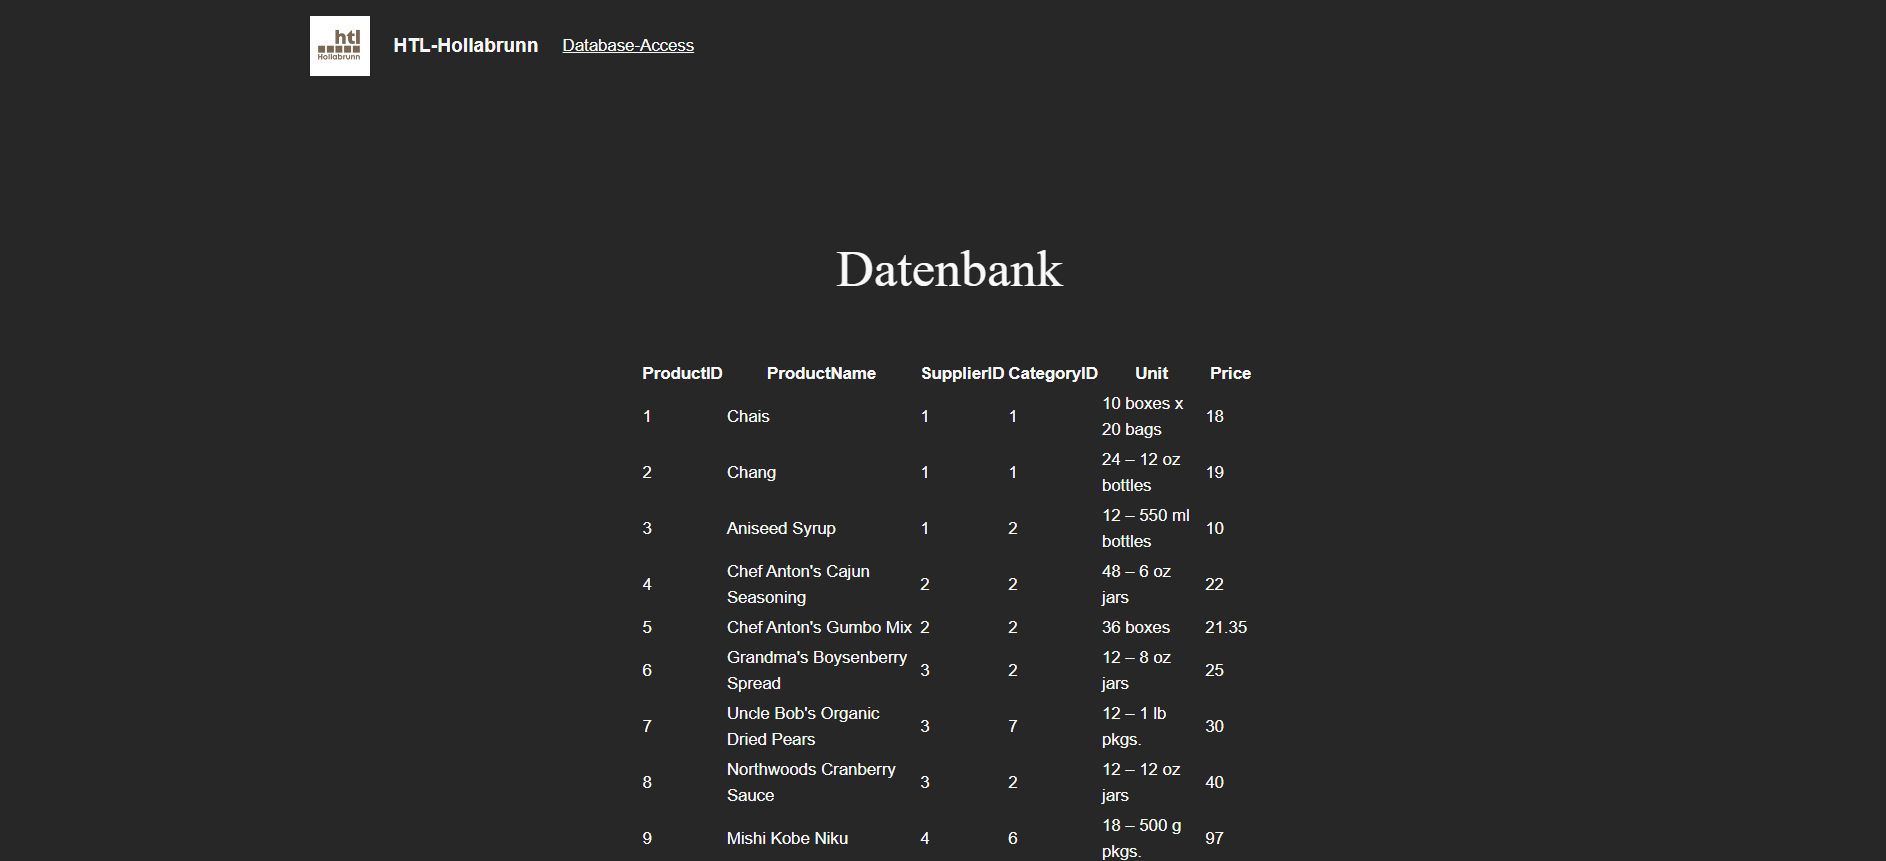 htl
Hollabrunn
HTL-Hollabrunn Database-Access
Datenbank
ProductID ProductName SupplierID CategoryID Unit Price
1 Chais 1 1 10 boxes x 20 bags 18
2 Chang 1 1 24 – 12 oz bottles 19
3 Aniseed Syrup 1 2 12 – 550 ml bottles 10
4 Chef Anton's Cajun Seasoning 2 2 48 – 6 oz jars 22
5 Chef Anton's Gumbo Mix 2 2 36 boxes 21.35
6 Grandma's Boysenberry Spread 3 2 12 – 8 oz jars 25
7 Uncle Bob's Organic Dried Pears 3 7 12 – 1 lb pkgs. 30
8 Northwoods Cranberry Sauce 3 2 12 – 12 oz jars 40
9 Mishi Kobe Niku 4 6 18 – 500 g pkgs. 97